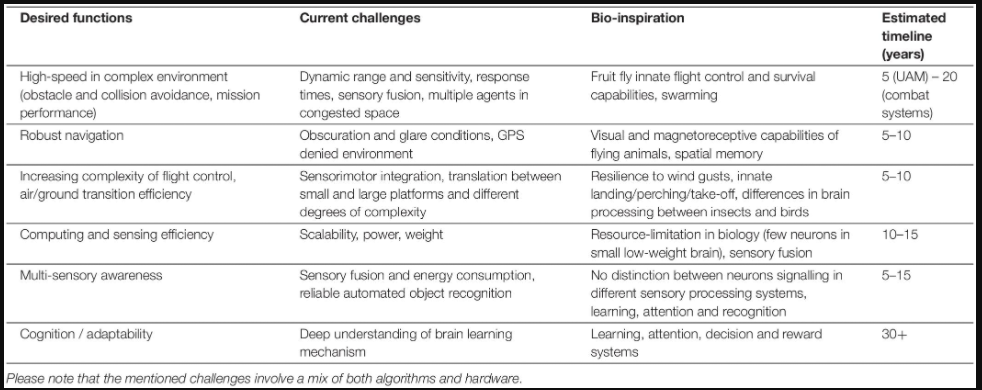 Desired functions Current challenges Bio-inspiration Estimated
timeline
(years)
High-speed in complex environment Dynamic range and sensitivity, response Fruit fly innate flight control and survival 5 (UAM) – 20
(obstacle and collision avoidance, mission times, sensory fusion, multiple agents in capabilities, swarming (combat
performance) congested space systems)
Robust navigation Obscuration and glare conditions, GPS Visual and magnetoreceptive capabilities of 5–10
denied environment flying animals, spatial memory
Increasing complexity of flight control, Sensorimotor integration, translation between Resilience to wind gusts, innate 5–10
air/ground transition efficiency small and large platforms and different landing/perching/take-off, differences in brain
degrees of complexity processing between insects and birds
Computing and sensing efficiency Scalability, power, weight Resource-limitation in biology (few neurons in 10–15
small low-weight brain), sensory fusion
Multi-sensory awareness Sensory fusion and energy consumption, No distinction between neurons signalling in 5–15
reliable automated object recognition different sensory processing systems,
learning, attention and recognition
Cognition / adaptability Deep understanding of brain learning Learning, attention, decision and reward 30+
mechanism systems
Please note that the mentioned challenges involve a mix of both algorithms and hardware.